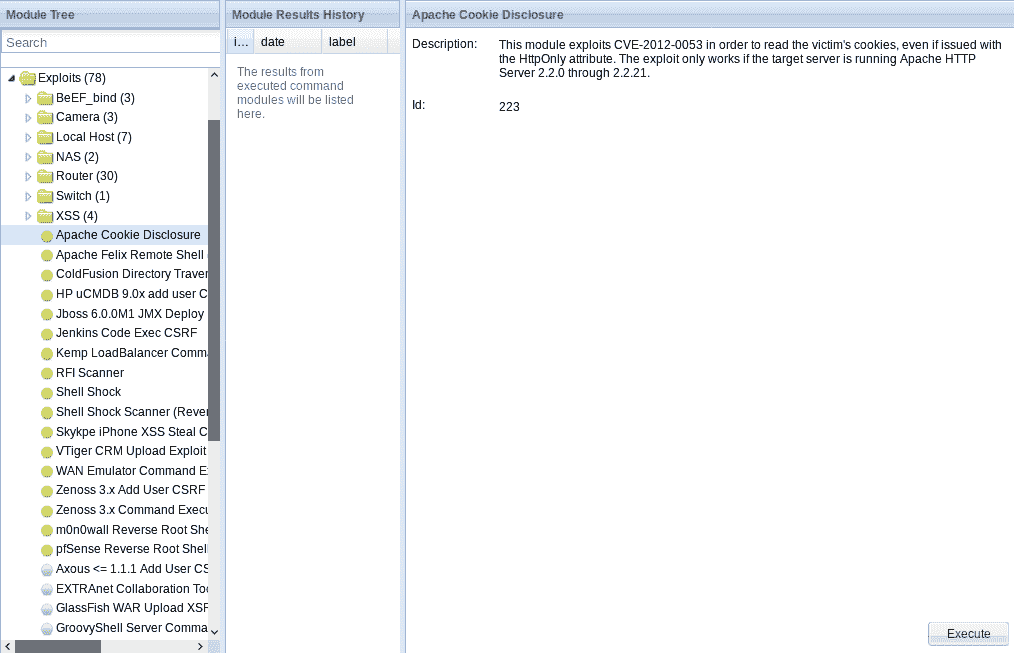 Module Tree
Search
Exploits (78)
BeEF_bind (3)
Camera (3)
Local Host (7)
NAS (2)
Router (30)
Switch (1)
XSS (4)
Apache Cookie Disclosure
Apache Felix Remote Shell
ColdFusion Directory Traver
HP uCMDB 9.0x add user C
Jboss 6.0.0M1 JMX Deploy
Jenkins Code Exec CSRF
Kemp LoadBalancer Comma
RFI Scanner
Shell Shock
Shell Shock Scanner (Rever
Skykpe iPhone XSS Steal C
VTiger CRM Upload Exploit
WAN Emulator Command E
Zenoss 3.x Add User CSRF
Zenoss 3.x Command Execu
m0n0wall Reverse Root She
pfSense Reverse Root Shell
Axous <= 1.1.1 Add User CS
EXTRAnet Collaboration Too
GlassFish WAR Upload XSR
GroovyShell Server Comma
Module Results History
i... date label
The results from
executed command
modules will be listed
here.
Apache Cookie Disclosure
Description: This module exploits CVE-2012-0053 in order to read the victim's cookies, even if issued with
the HttpOnly attribute. The exploit only works if the target server is running Apache HTTP
Server 2.2.0 through 2.2.21.
Id: 223
Execute